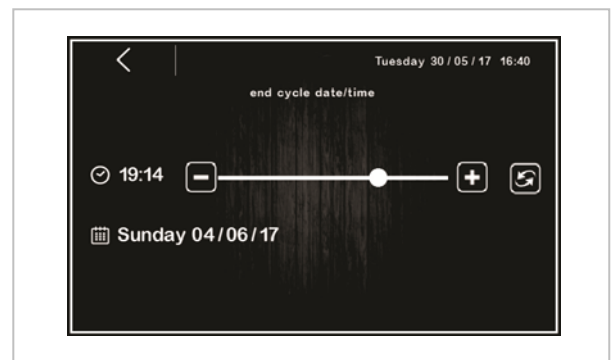 Tuesday 30 / 05 / 17 16:40
end cycle date/time
19:14
Sunday 04 / 06 / 17